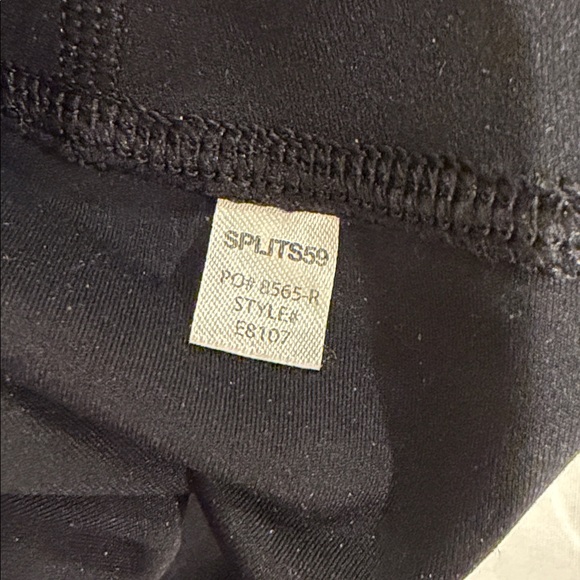 SPLITS59
PO# 8565-R
STYLE#
E8107